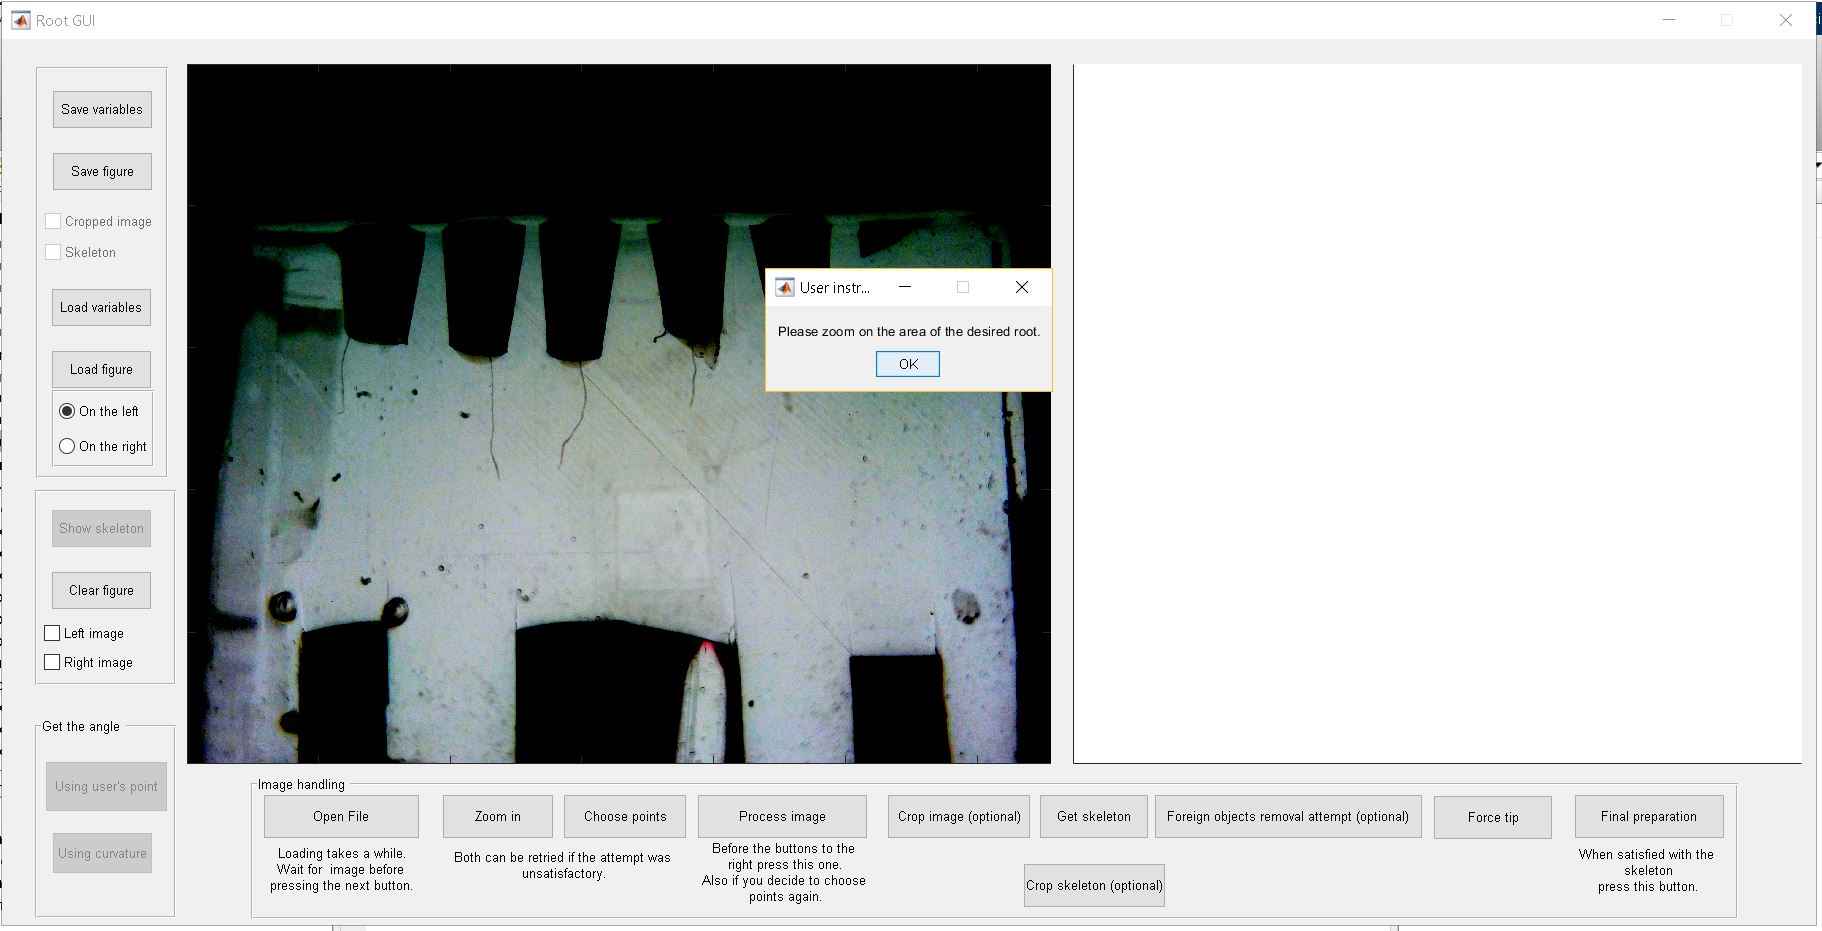 Root GUI
Save variables
Save figure
Cropped image
Skeleton
Load variables
Load figure
On the left
On the right
Show skeleton
Clear figure
Left image
Right image
Get the angle
Using user's point
Using curvature
User instr...
Please zoom on the area of the desired root.
OK
Image handling
Open File
Loading takes a while.
Wait for image before
pressing the next button.
Zoom in
Choose points
Both can be retried if the attempt was
unsatisfactory.
Process image
Before the buttons to the
right press this one.
Also if you decide to choose
points again.
Crop image (optional)
Get skeleton
Foreign objects removal attempt (optional)
Crop skeleton (optional)
Force tip
Final preparation
When satisfied with the
skeleton
press this button.